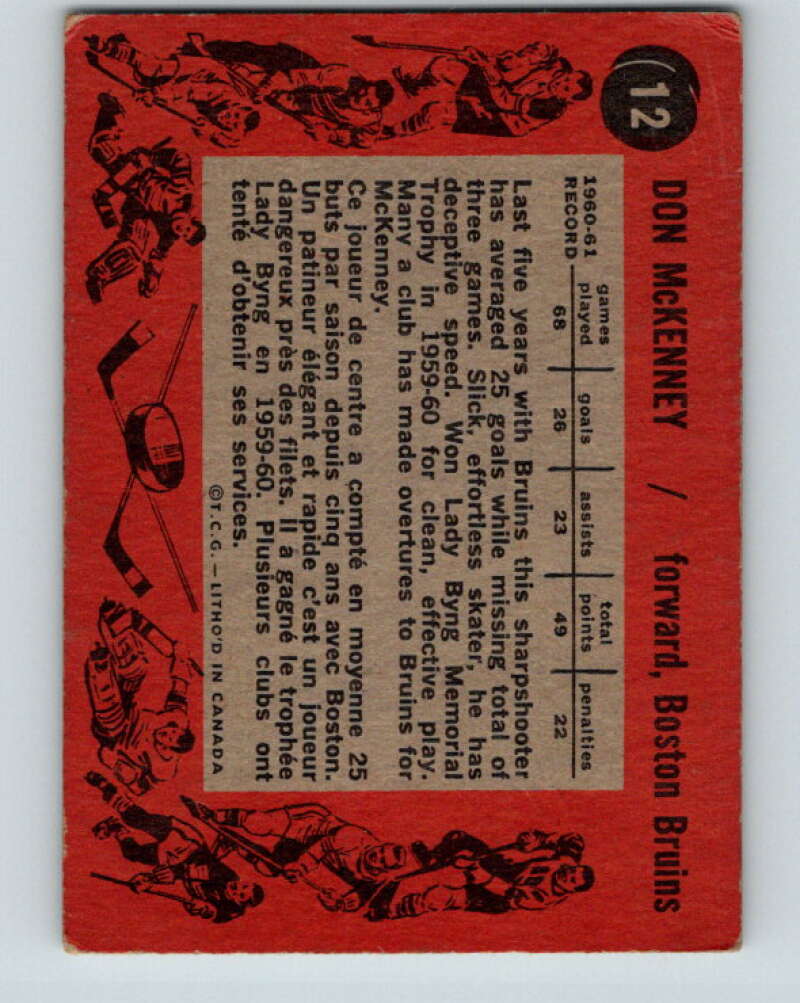 12
DON McKENNEY / forward, Boston Bruins
1960-61 games goals assists total penalties
RECORD played points
68 26 23 49 22
Last five years with Bruins this sharpshooter
has averaged 25 goals while missing total of
three games. Slick, effortless skater, he has
deceptive speed. Won Lady Byng Memorial
Trophy in 1959-60 for clean, effective play.
Many a club has made overtures to Bruins for
McKenney.
Ce joueur de centre a compté en moyenne 25
buts par saison depuis cinq ans avec Boston.
Un patineur élégant et rapide c'est un joueur
dangereux près des filets. Il a gagné le trophée
Lady Byng en 1959-60. Plusieurs clubs ont
tenté d'obtenir ses services.
©T.C.G. — LITHO'D IN CANADA